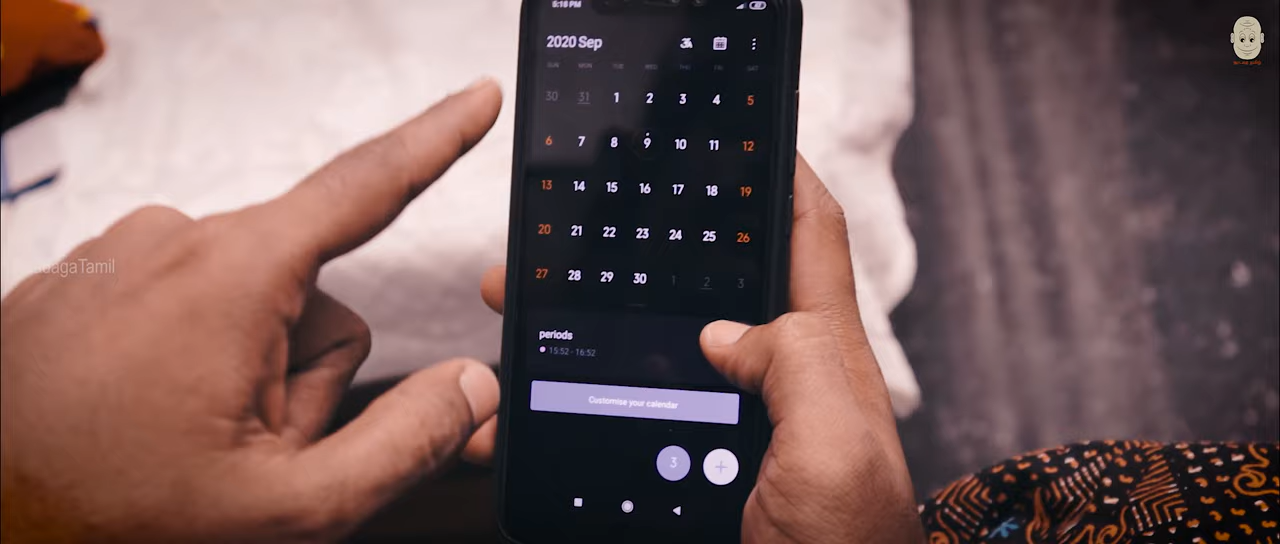 5:18 PM
2020 Sep
SUN MON TUE WED THU FRI SAT
30 31 1 2 3 4 5
6 7 8 9 10 11 12
13 14 15 16 17 18 19
20 21 22 23 24 25 26
27 28 29 30 1 2 3
periods
15:52 - 16:52
Customise your calendar
3